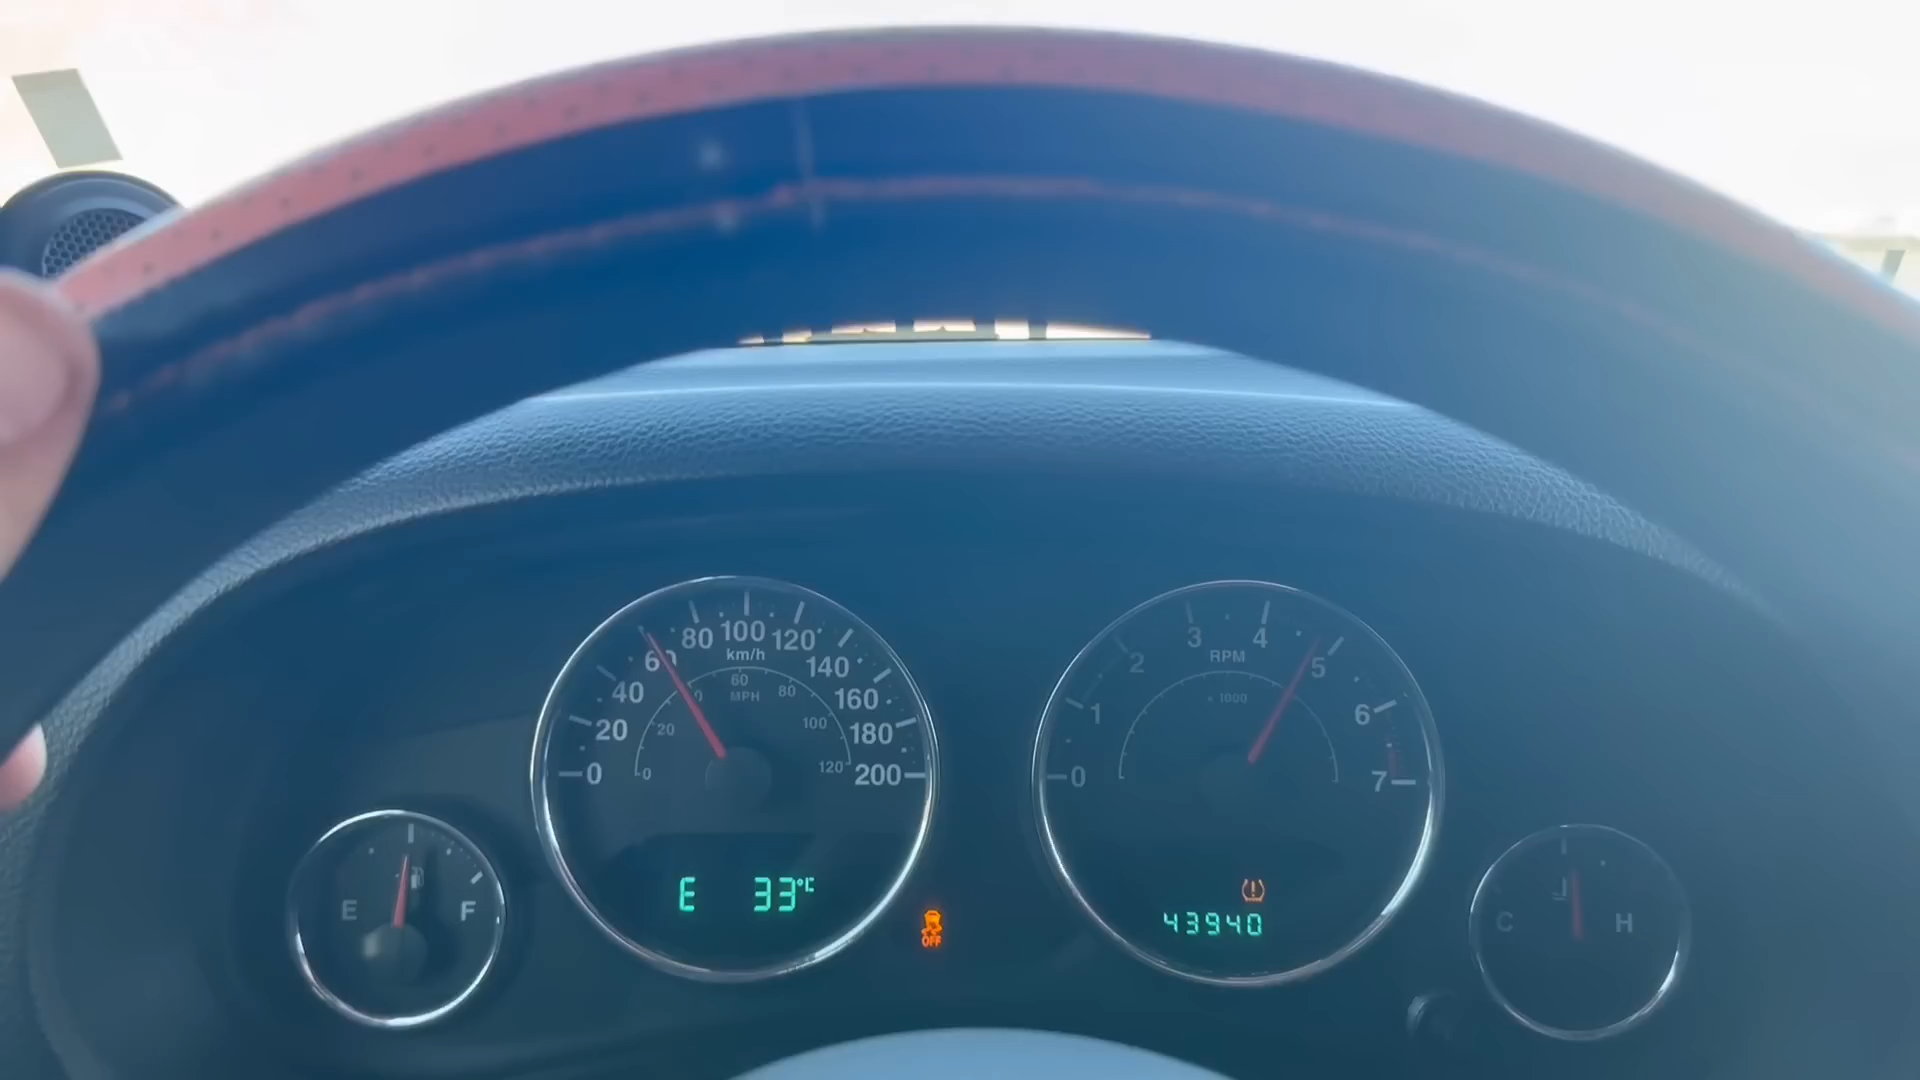 80 100 120
60 km/h 140
40 60 80 160
MPH
20 20 100 180
0 0 120 200
E F
E 33°C
OFF
3 4
2 RPM 5
1000
1 6
0 7
43940
C H